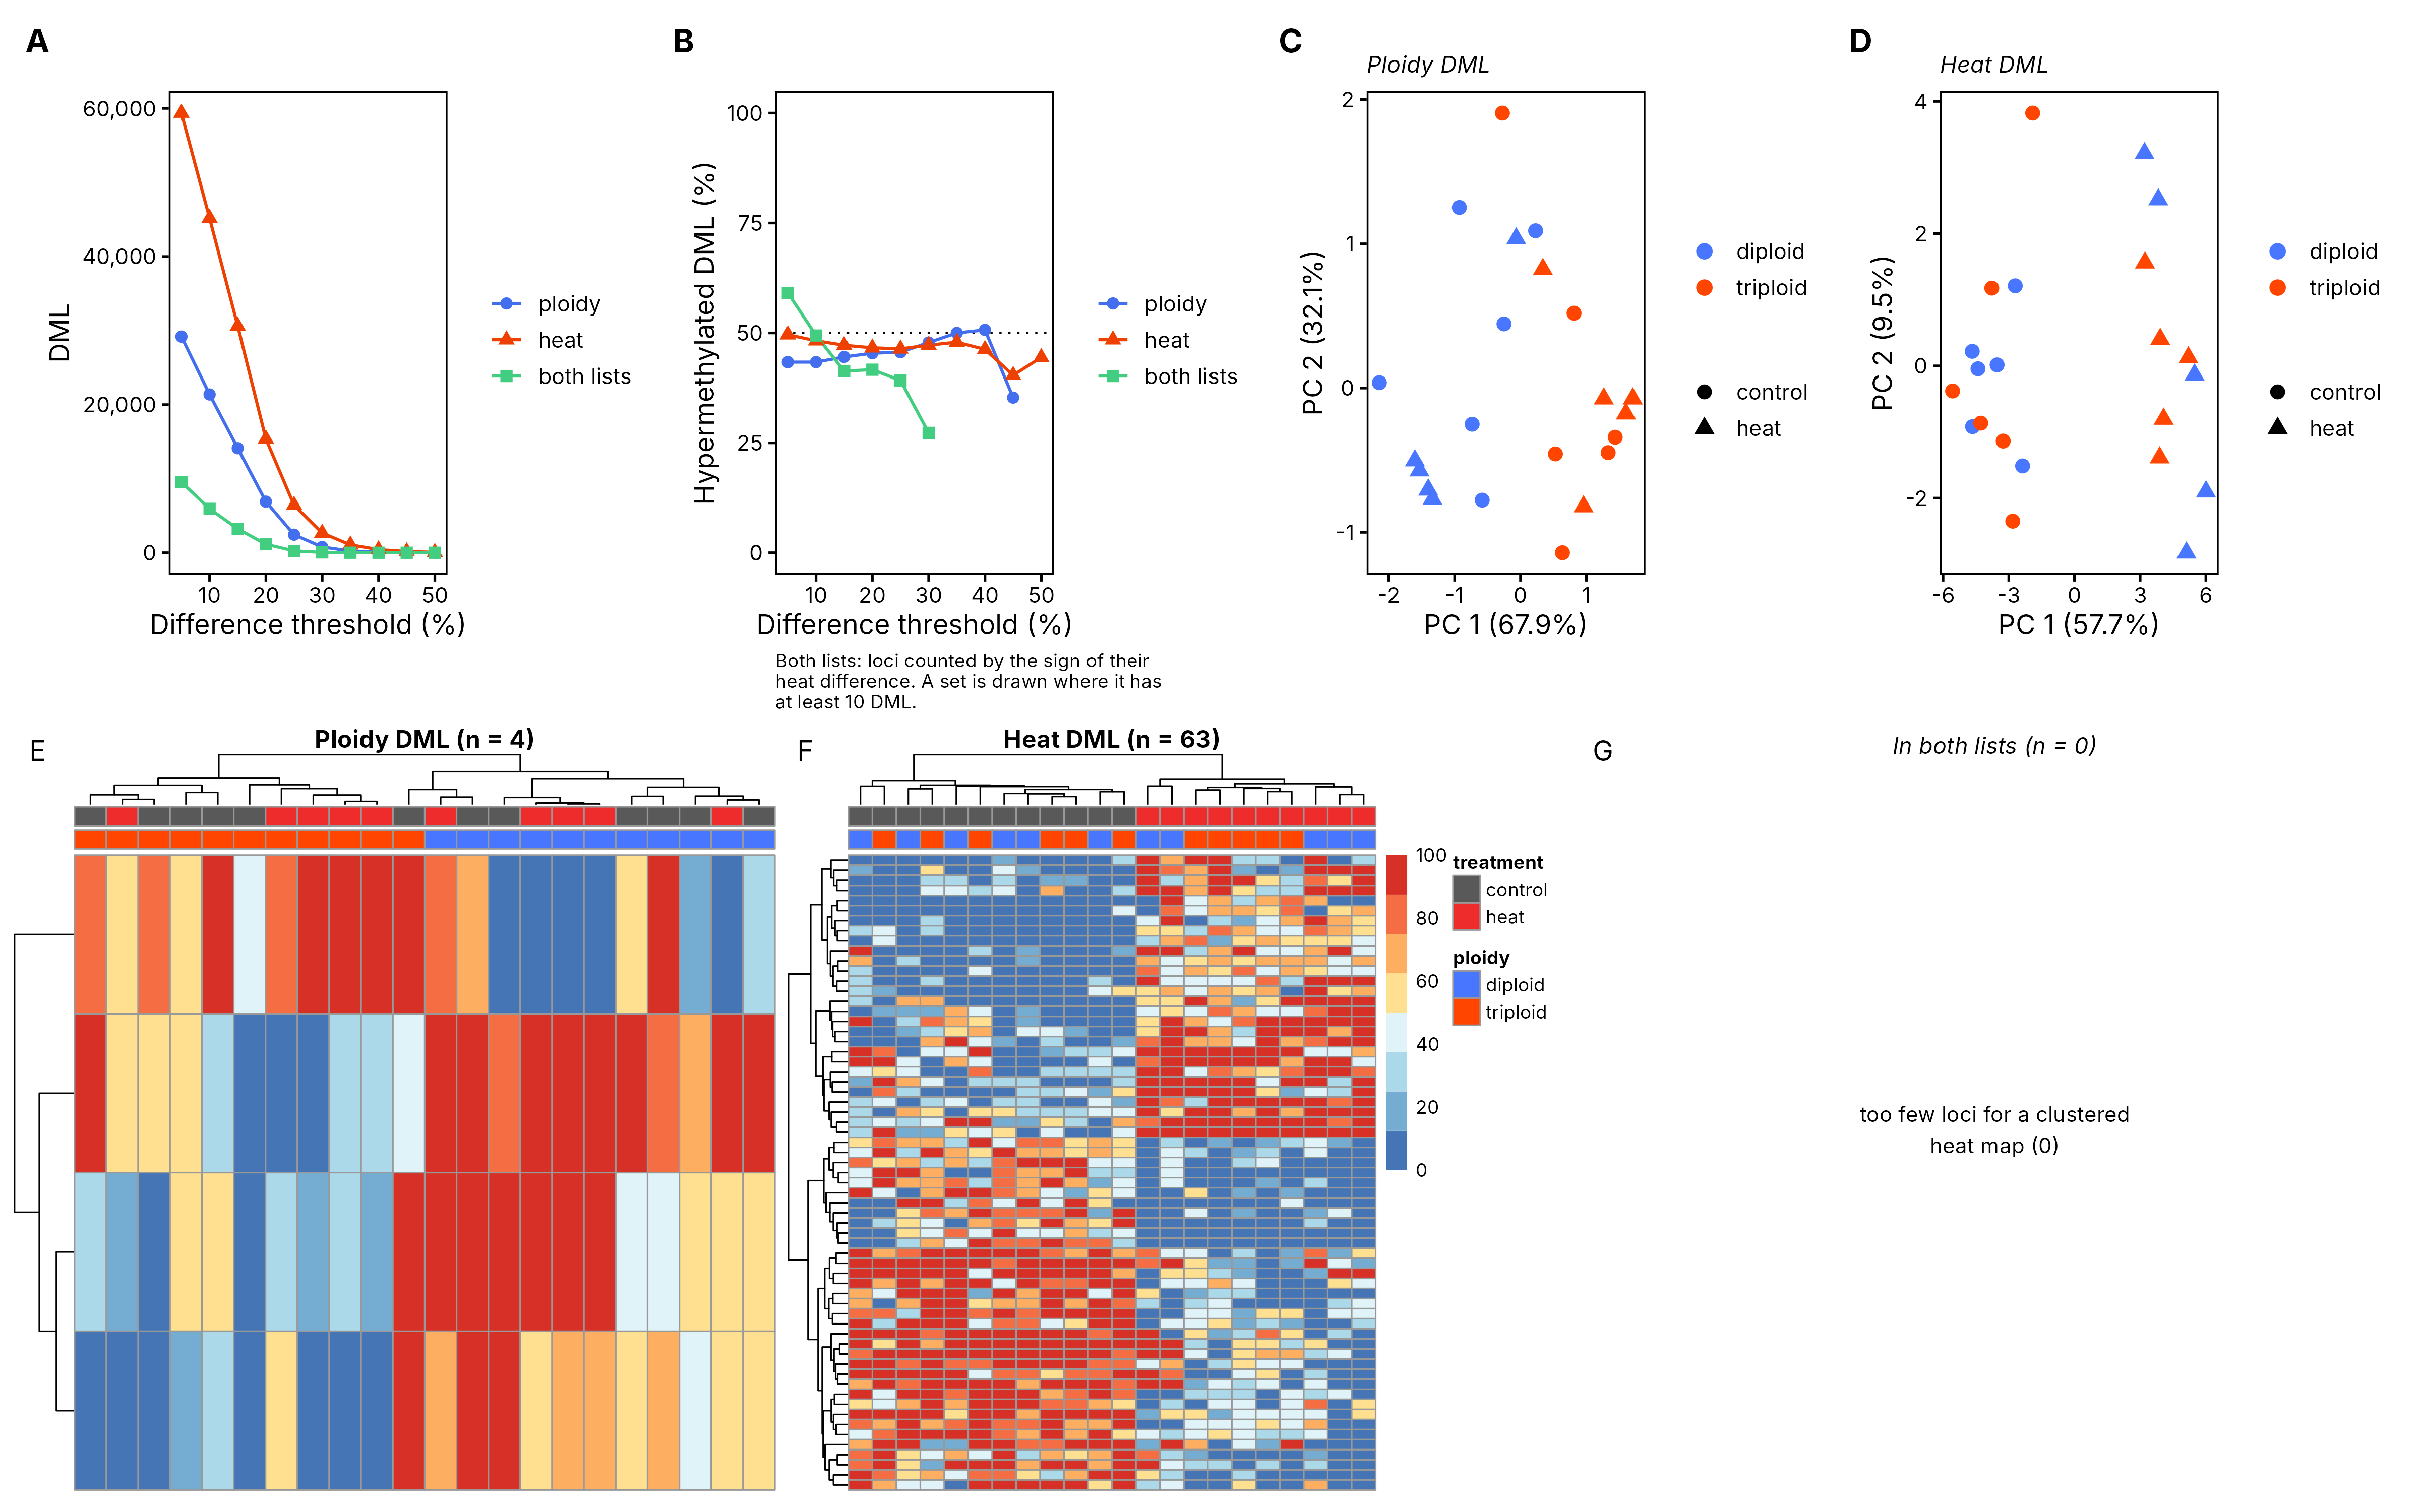 A
B
C
D
Ploidy DML
Heat DML
60,000
40,000
20,000
0
DML
10 20 30 40 50
Difference threshold (%)
ploidy
heat
both lists
100
75
50
25
0
Hypermethylated DML (%)
10 20 30 40 50
Difference threshold (%)
Both lists: loci counted by the sign of their
heat difference. A set is drawn where it has
at least 10 DML.
ploidy
heat
both lists
2
1
0
-1
PC 2 (32.1%)
-2 -1 0 1
PC 1 (67.9%)
diploid
triploid
control
heat
4
2
0
-2
PC 2 (9.5%)
-6 -3 0 3 6
PC 1 (57.7%)
diploid
triploid
control
heat
E
Ploidy DML (n = 4)
F
Heat DML (n = 63)
100
80
60
40
20
0
treatment
control
heat
ploidy
diploid
triploid
G
In both lists (n = 0)
too few loci for a clustered
heat map (0)